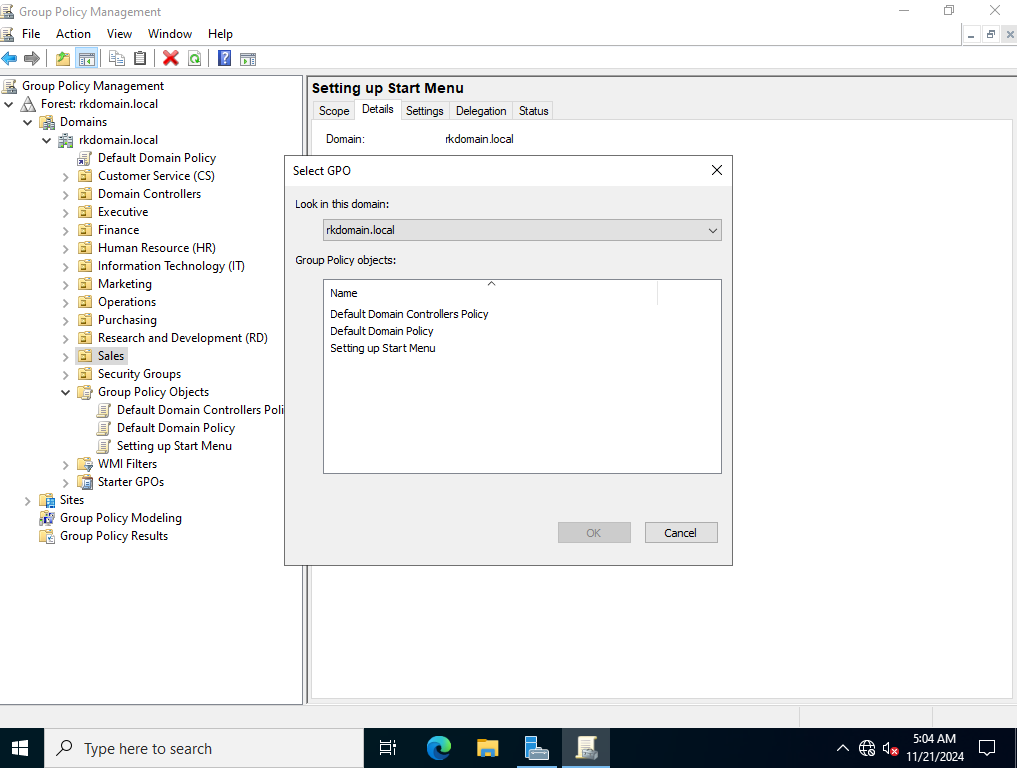 Group Policy Management
File Action View Window Help
Group Policy Management
Forest: rkdomain.local
Domains
rkdomain.local
Default Domain Policy
Customer Service (CS)
Domain Controllers
Executive
Finance
Human Resource (HR)
Information Technology (IT)
Marketing
Operations
Purchasing
Research and Development (RD)
Sales
Security Groups
Group Policy Objects
Default Domain Controllers Poli
Default Domain Policy
Setting up Start Menu
WMI Filters
Starter GPOs
Sites
Group Policy Modeling
Group Policy Results
Setting up Start Menu
Scope Details Settings Delegation Status
Domain: rkdomain.local
Select GPO
Look in this domain:
rkdomain.local
Group Policy objects:
Name
Default Domain Controllers Policy
Default Domain Policy
Setting up Start Menu
OK Cancel
Type here to search
5:04 AM
11/21/2024